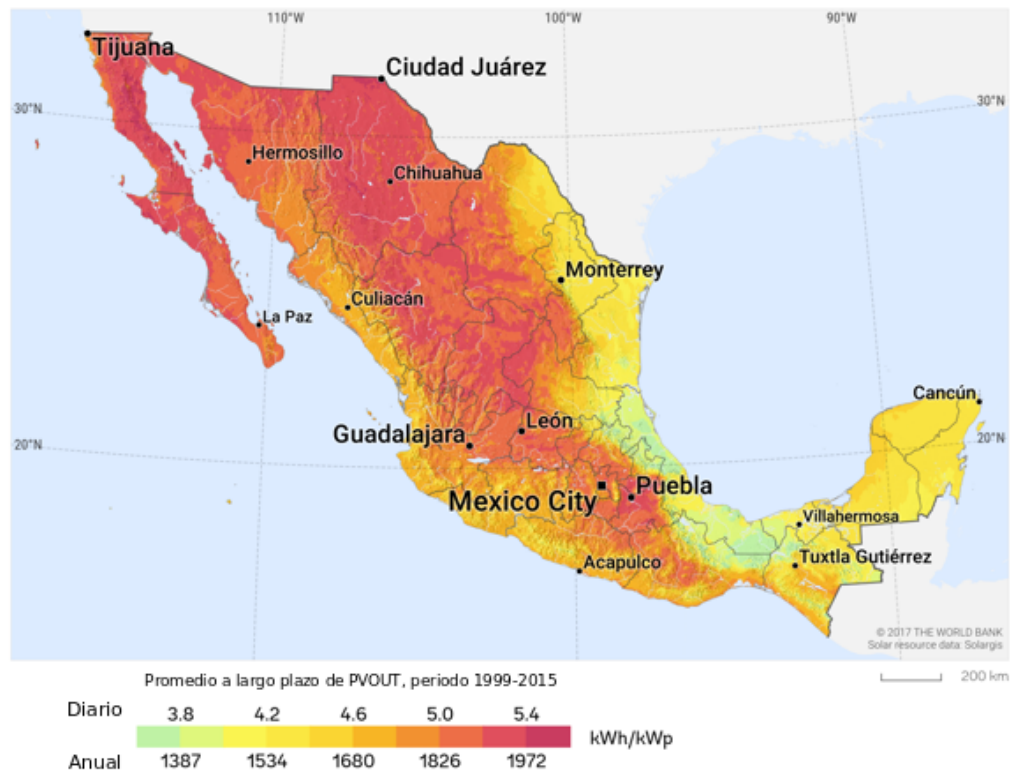 110°W 100°W 90°W
Tijuana
Ciudad Juárez
30°N 30°N
Hermosillo
Chihuahua
Monterrey
Culiacán
La Paz
Cancún
León
Guadalajara
20°N 20°N
Puebla
Mexico City
Villahermosa
Tuxtla Gutiérrez
Acapulco
© 2017 THE WORLD BANK
Solar resource data: Solargis
200 km
Promedio a largo plazo de PVOUT, periodo 1999-2015
Diario 3.8 4.2 4.6 5.0 5.4
kWh/kWp
Anual 1387 1534 1680 1826 1972